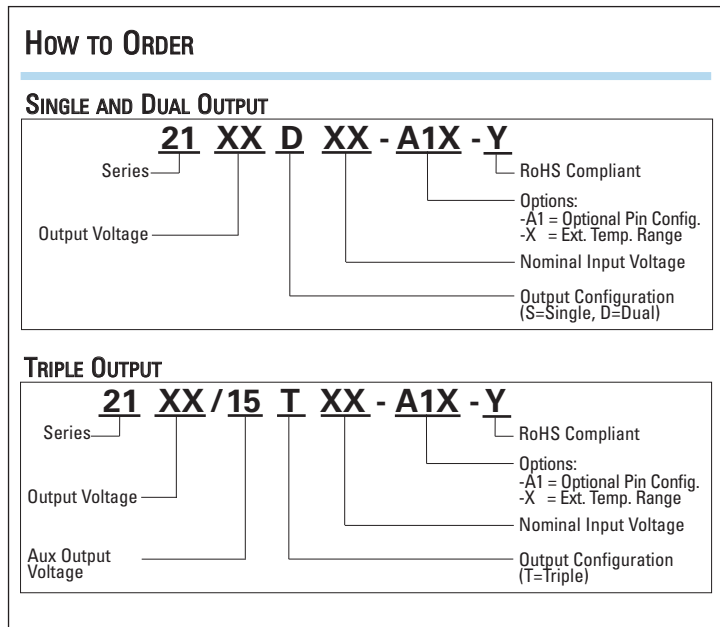 HOW TO ORDER
SINGLE AND DUAL OUTPUT
21 XX D XX - A1X - Y
Series
RoHS Compliant
Options:
-A1 = Optional Pin Config.
-X = Ext. Temp. Range
Output Voltage
Nominal Input Voltage
Output Configuration
(S=Single, D=Dual)
TRIPLE OUTPUT
21 XX / 15 T XX - A1X - Y
Series
RoHS Compliant
Options:
-A1 = Optional Pin Config.
-X = Ext. Temp. Range
Output Voltage
Nominal Input Voltage
Aux Output
Voltage
Output Configuration
(T=Triple)